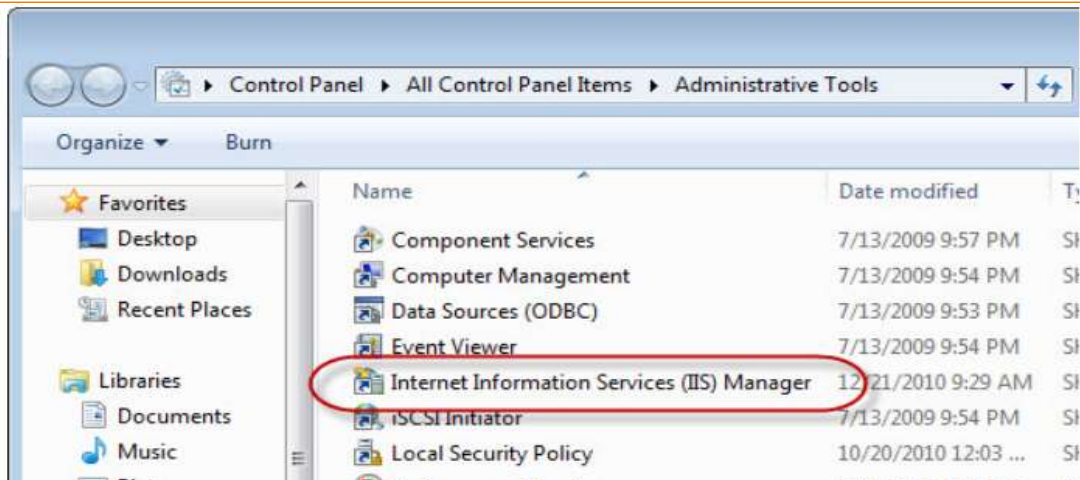 Control Panel ▸ All Control Panel Items ▸ Administrative Tools
Organize Burn
Favorites
Desktop
Downloads
Recent Places
Libraries
Documents
Music
Name Date modified
Component Services 7/13/2009 9:57 PM
Computer Management 7/13/2009 9:54 PM
Data Sources (ODBC) 7/13/2009 9:53 PM
Event Viewer 7/13/2009 9:54 PM
Internet Information Services (IIS) Manager 12/21/2010 9:29 AM
iSCSI Initiator 7/13/2009 9:54 PM
Local Security Policy 10/20/2010 12:03 ...